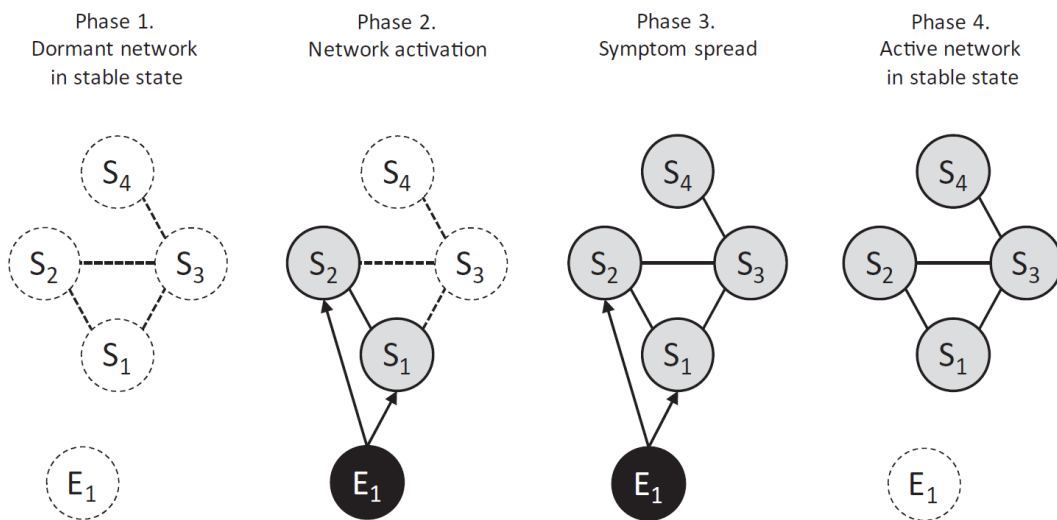 Phase 1.
Dormant network
in stable state
Phase 2.
Network activation
Phase 3.
Symptom spread
Phase 4.
Active network
in stable state
S4
S2
S3
S1
E1
S4
S2
S3
S1
E1
S4
S2
S3
S1
E1
S4
S2
S3
S1
E1